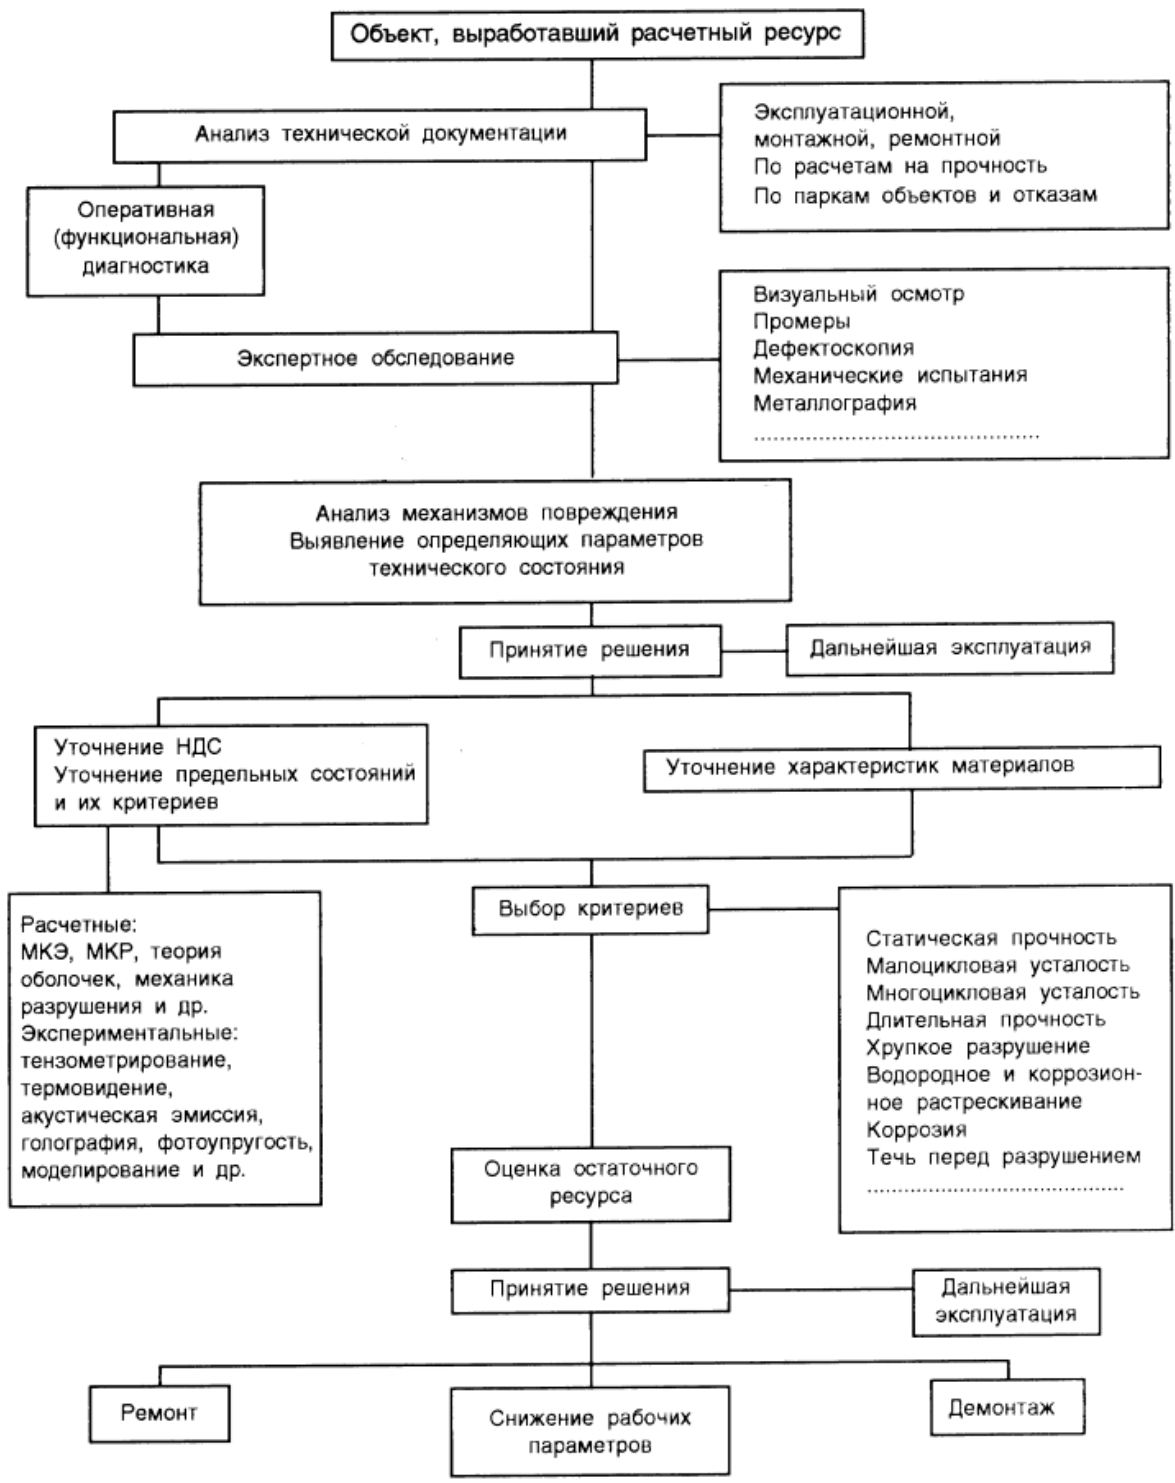 Объект, выработавший расчетный ресурс
Анализ технической документации
Эксплуатационной,
монтажной, ремонтной
По расчетам на прочность
По паркам объектов и отказам
Оперативная
(функциональная)
диагностика
Экспертное обследование
Визуальный осмотр
Промеры
Дефектоскопия
Механические испытания
Металлография
............................................
Анализ механизмов повреждения
Выявление определяющих параметров
технического состояния
Принятие решения
Дальнейшая эксплуатация
Уточнение НДС
Уточнение предельных состояний
и их критериев
Уточнение характеристик материалов
Расчетные:
МКЭ, МКР, теория
оболочек, механика
разрушения и др.
Экспериментальные:
тензометрирование,
термовидение,
акустическая эмиссия,
голография, фотоупругость,
моделирование и др.
Выбор критериев
Статическая прочность
Малоцикловая усталость
Многоцикловая усталость
Длительная прочность
Хрупкое разрушение
Водородное и коррозион-
ное растрескивание
Коррозия
Течь перед разрушением
........................................
Оценка остаточного
ресурса
Принятие решения
Дальнейшая
эксплуатация
Ремонт
Снижение рабочих
параметров
Демонтаж